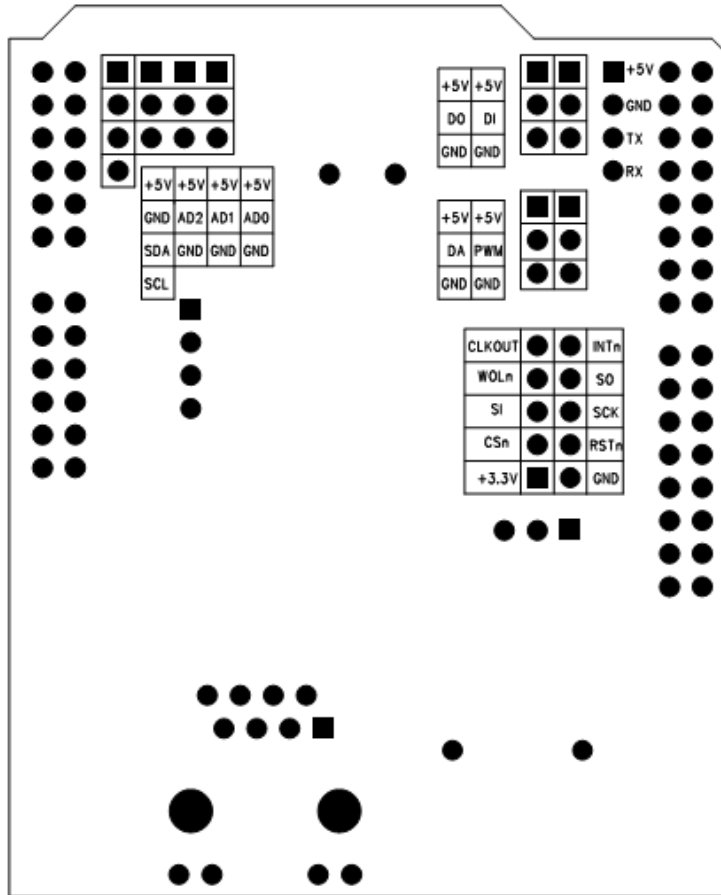 +5V
GND
TX
RX
+5V +5V
DO DI
GND GND
+5V +5V +5V +5V
GND AD2 AD1 AD0
SDA GND GND GND
SCL
+5V +5V
DA PWM
GND GND
CLKOUT INTn
WOLn SO
SI SCK
CSn RSTn
+3.3V GND